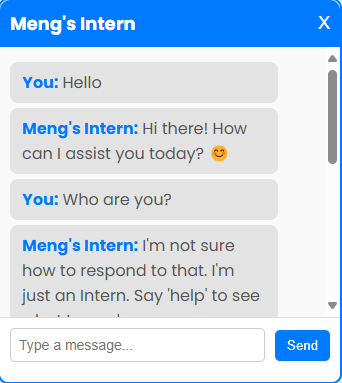 Meng's Intern
X
You: Hello
Meng's Intern: Hi there! How
can I assist you today? 😊
You: Who are you?
Meng's Intern: I'm not sure
how to respond to that. I'm
just an Intern. Say 'help' to see
Type a message...
Send